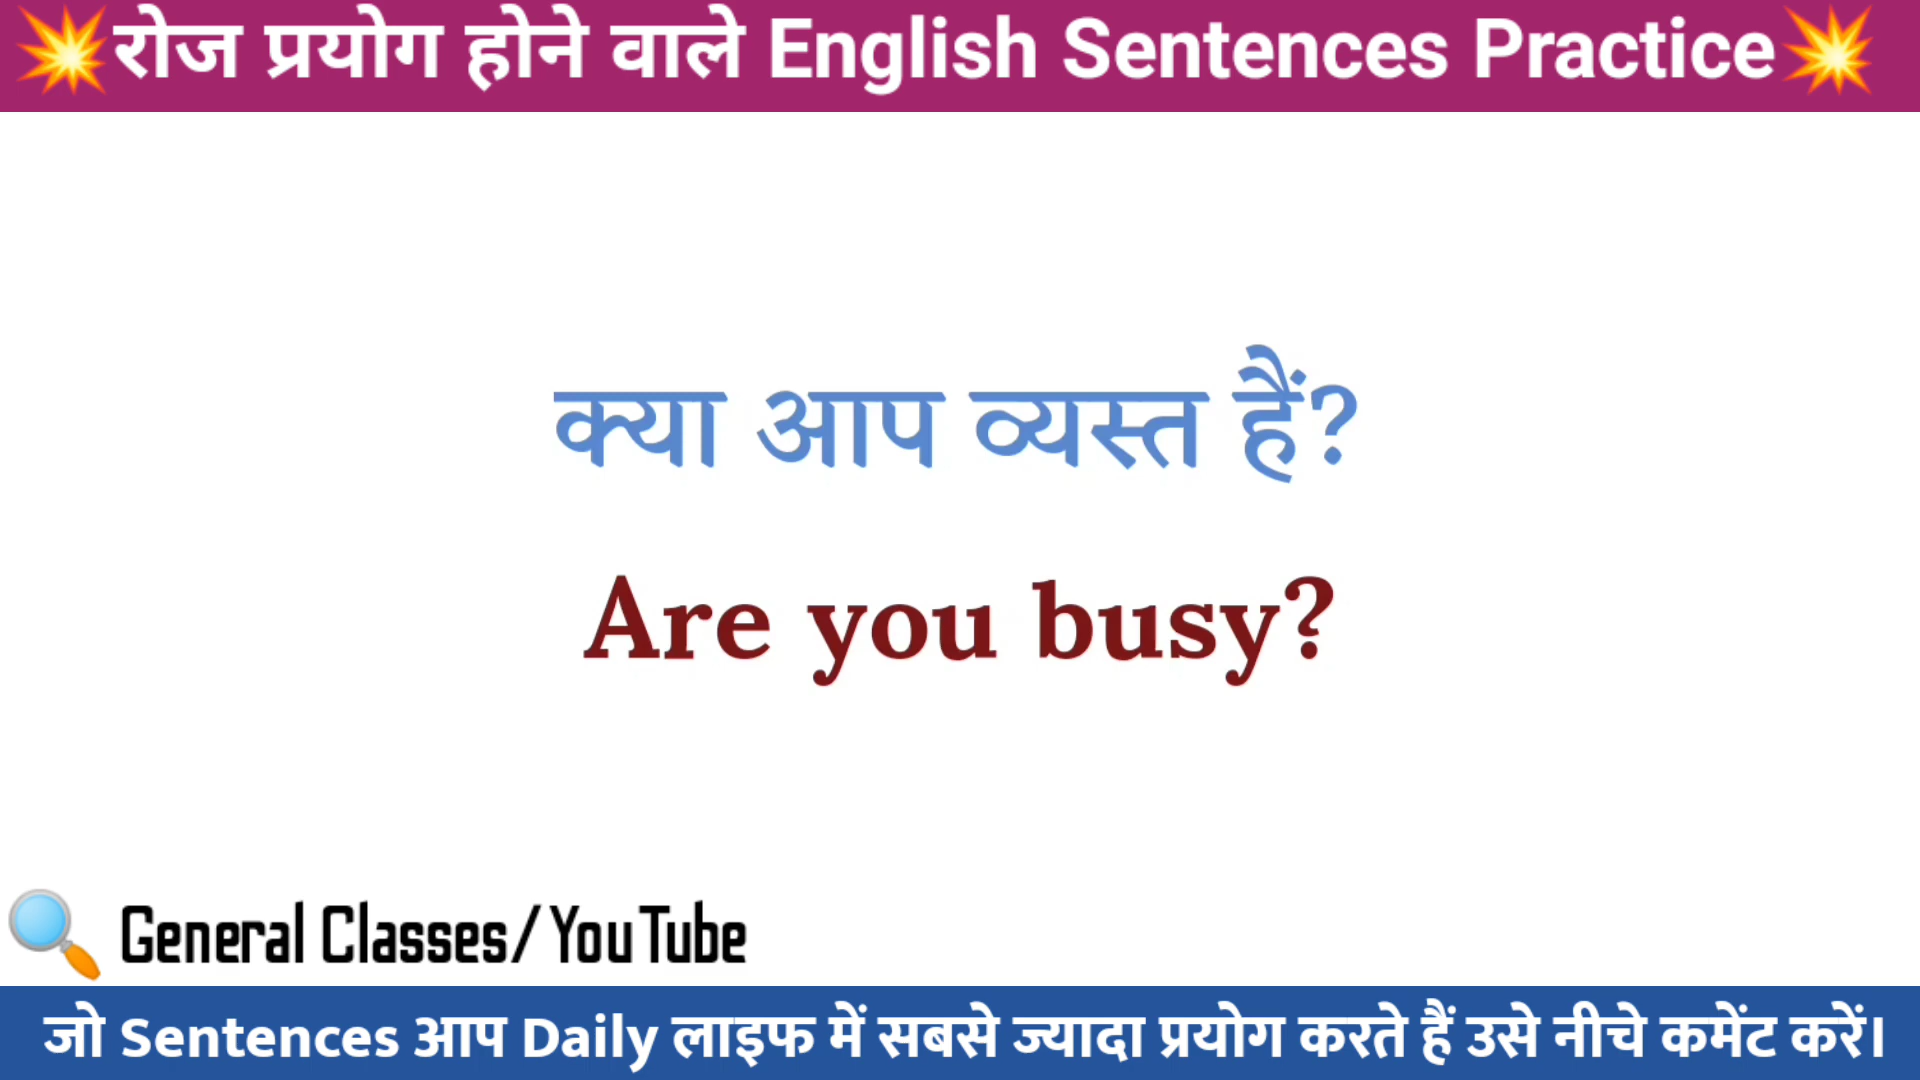 💥रोज प्रयोग होने वाले English Sentences Practice💥
क्या आप व्यस्त हैं?
Are you busy?
🔍 General Classes/YouTube
जो Sentences आप Daily लाइफ में सबसे ज्यादा प्रयोग करते हैं उसे नीचे कमेंट करें।